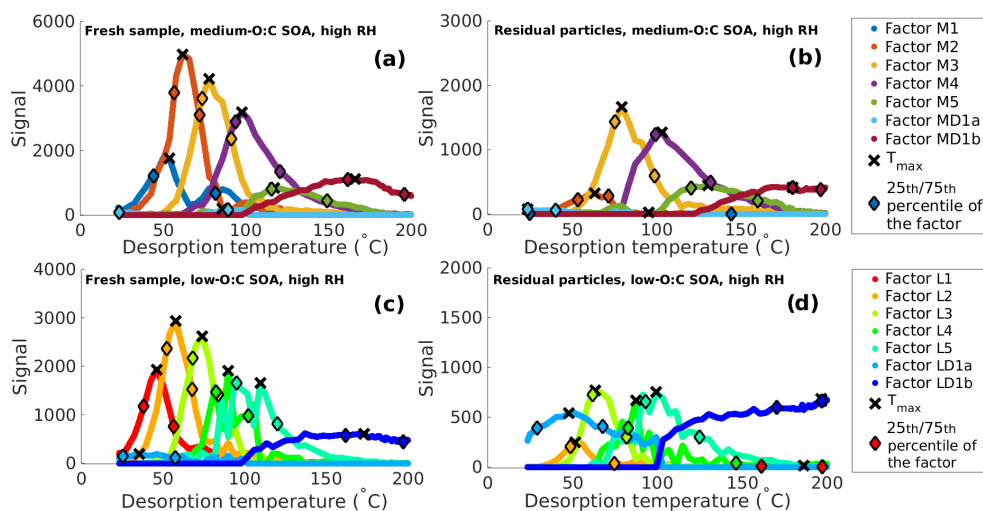 Fresh sample, medium-O:C SOA, high RH
(a)
6000
4000
2000
0
Signal
0 50 100 150 200
Desorption temperature (°C)
Residual particles, medium-O:C SOA, high RH
(b)
3000
2000
1000
0
Signal
0 50 100 150 200
Desorption temperature (°C)
Factor M1
Factor M2
Factor M3
Factor M4
Factor M5
Factor MD1a
Factor MD1b
Tmax
25th/75th
percentile of
the factor
Fresh sample, low-O:C SOA, high RH
(c)
4000
3000
2000
1000
0
Signal
0 50 100 150 200
Desorption temperature (°C)
Residual particles, low-O:C SOA, high RH
(d)
2000
1500
1000
500
0
Signal
0 50 100 150 200
Desorption temperature (°C)
Factor L1
Factor L2
Factor L3
Factor L4
Factor L5
Factor LD1a
Factor LD1b
Tmax
25th/75th
percentile of
the factor